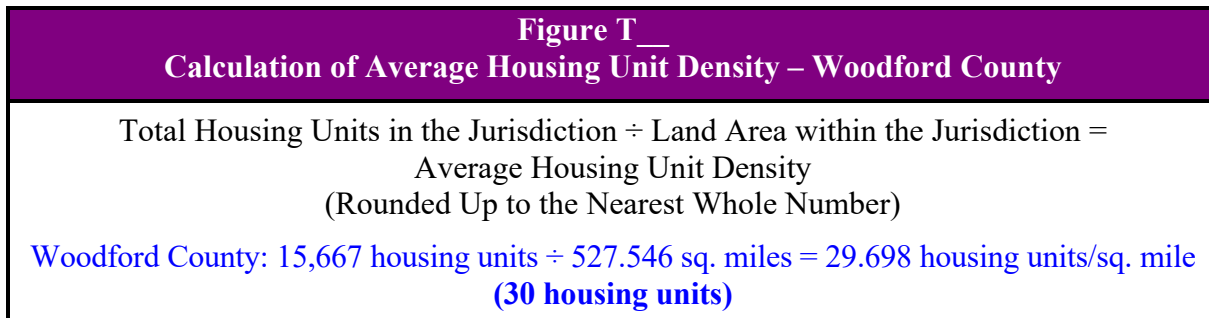 Figure T__
Calculation of Average Housing Unit Density – Woodford County
Total Housing Units in the Jurisdiction ÷ Land Area within the Jurisdiction =
Average Housing Unit Density
(Rounded Up to the Nearest Whole Number)
Woodford County: 15,667 housing units ÷ 527.546 sq. miles = 29.698 housing units/sq. mile
(30 housing units)